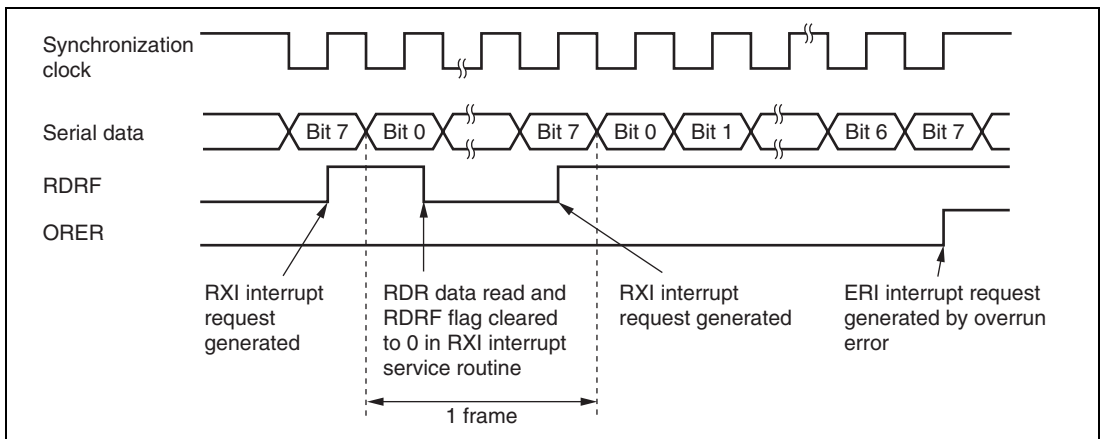 Synchronization
clock
Serial data
Bit 7
Bit 0
Bit 7
Bit 0
Bit 1
Bit 6
Bit 7
RDRF
ORER
RXI interrupt
request
generated
RDR data read and
RDRF flag cleared
to 0 in RXI interrupt
service routine
RXI interrupt
request generated
ERI interrupt request
generated by overrun
error
1 frame